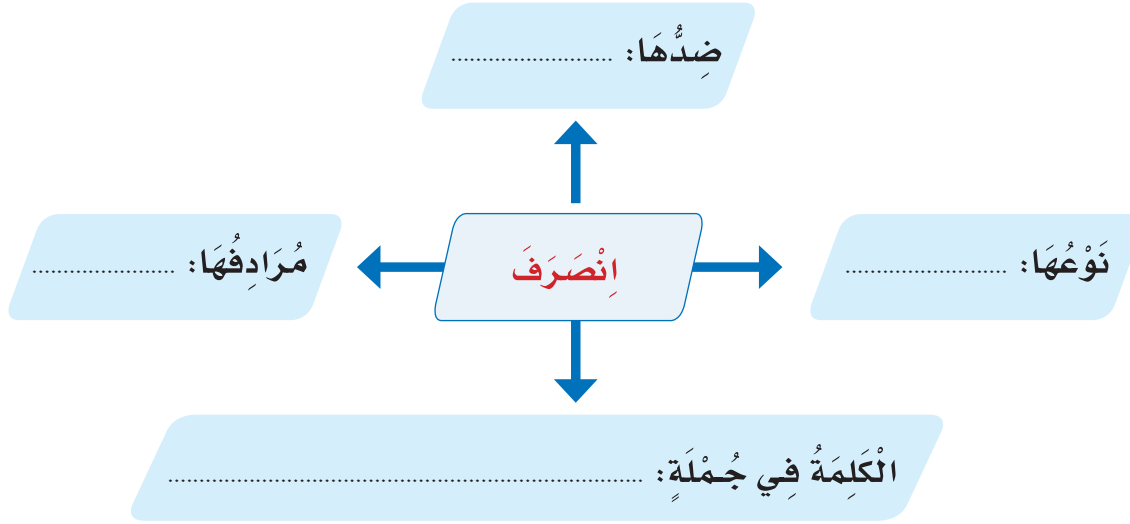 ضِدُّهَا: ..........................
نَوْعُهَا: ..........................
اِنْصَرَفَ
مُرَادِفُهَا: .......................
الْكَلِمَةُ فِي جُمْلَةٍ: ............................................................................